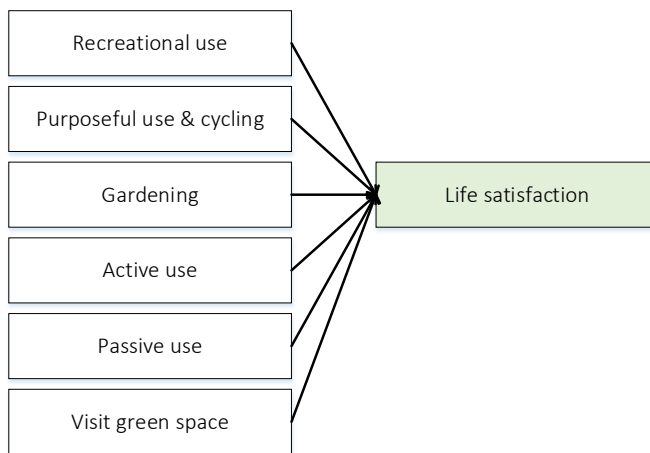 Recreational use
Purposeful use & cycling
Gardening
Life satisfaction
Active use
Passive use
Visit green space